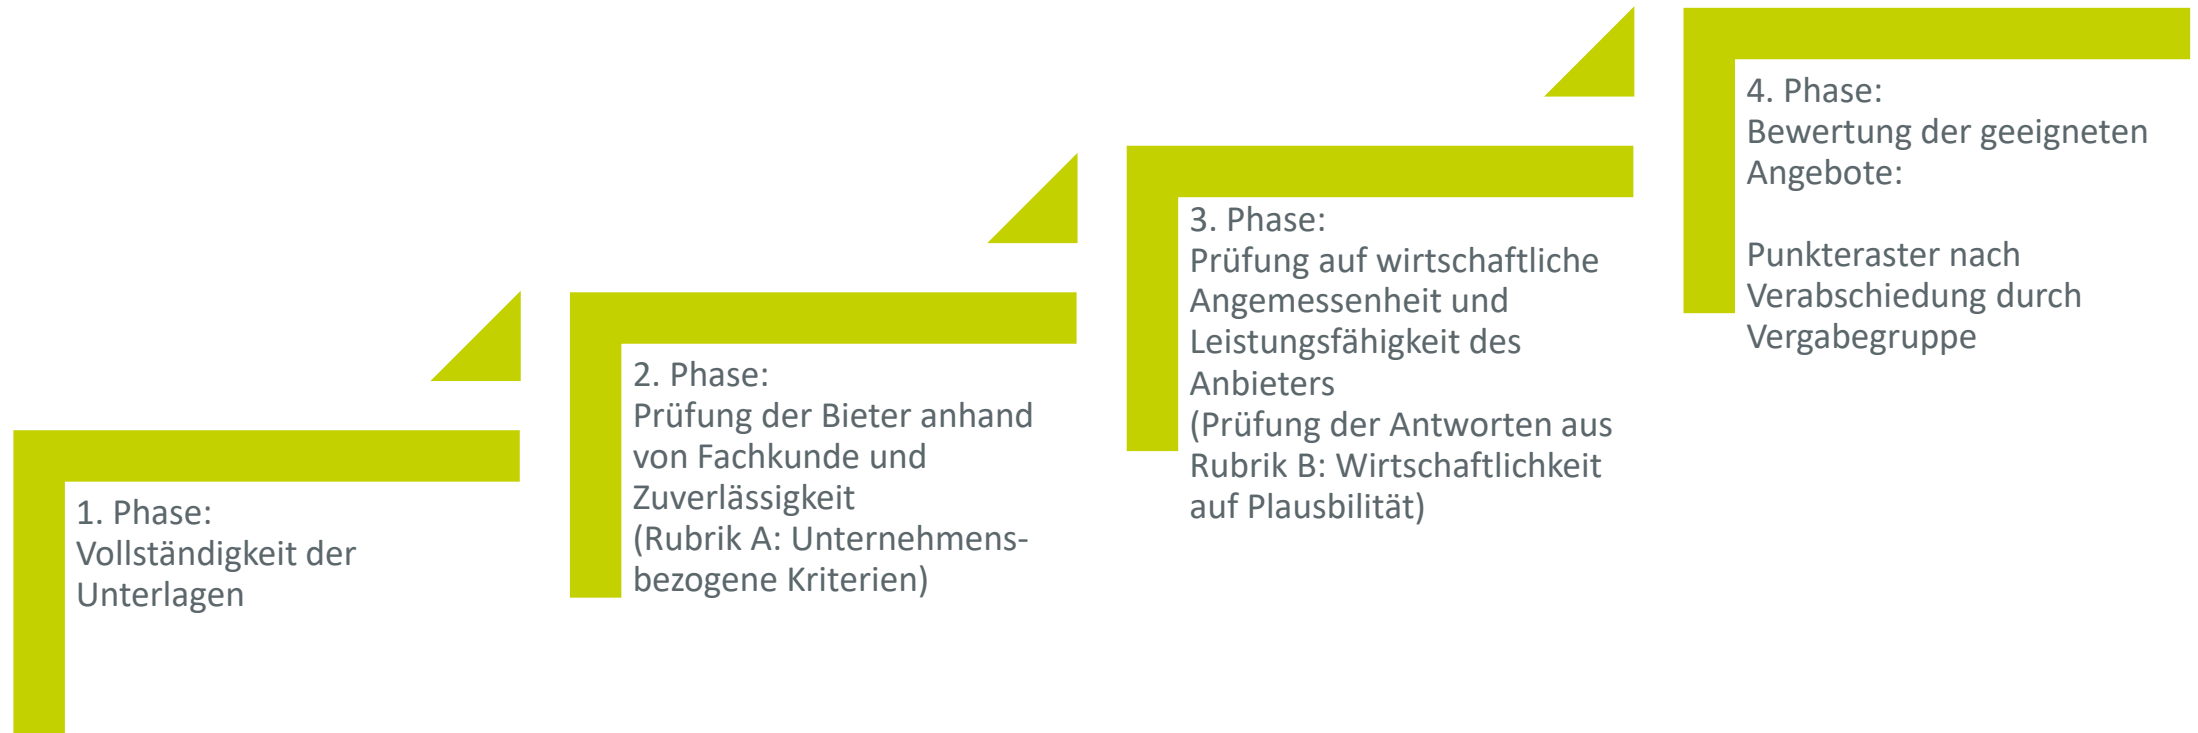 1. Phase:
Vollständigkeit der
Unterlagen
2. Phase:
Prüfung der Bieter anhand
von Fachkunde und
Zuverlässigkeit
(Rubrik A: Unternehmens-
bezogene Kriterien)
3. Phase:
Prüfung auf wirtschaftliche
Angemessenheit und
Leistungsfähigkeit des
Anbieters
(Prüfung der Antworten aus
Rubrik B: Wirtschaftlichkeit
auf Plausbilität)
4. Phase:
Bewertung der geeigneten
Angebote:
Punkteraster nach
Verabschiedung durch
Vergabegruppe